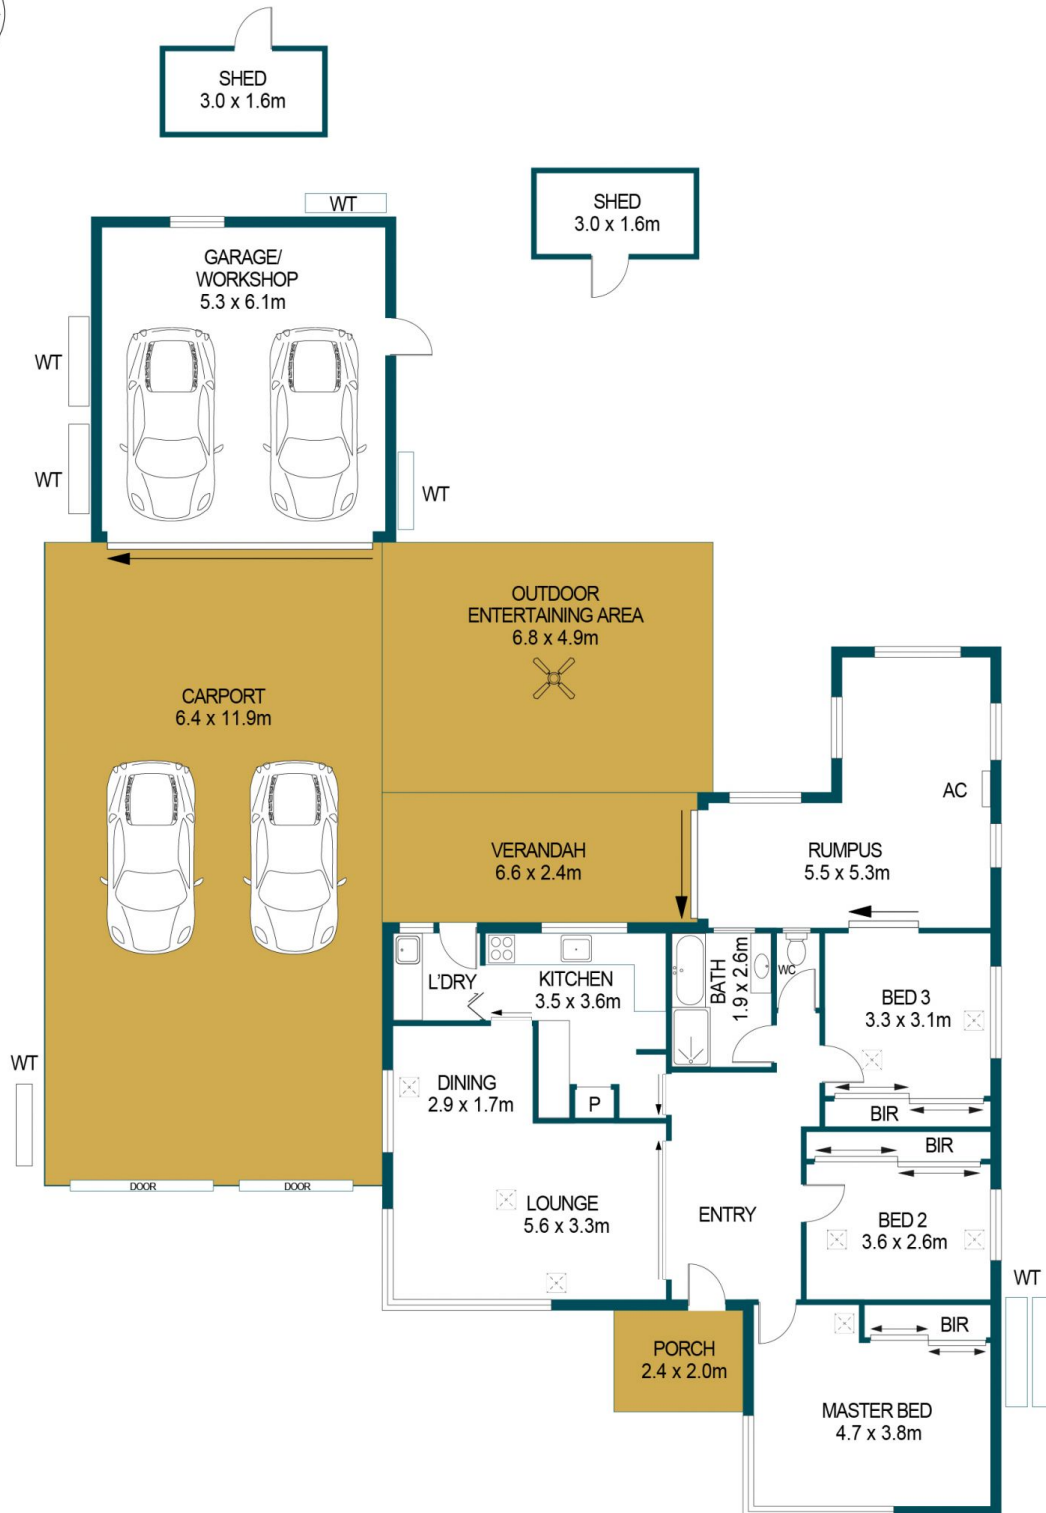 SHED
3.0 x 1.6m
SHED
3.0 x 1.6m
WT
GARAGE/
WORKSHOP
5.3 x 6.1m
WT
WT
WT
OUTDOOR
ENTERTAINING AREA
6.8 x 4.9m
CARPORT
6.4 x 11.9m
AC
VERANDAH
6.6 x 2.4m
RUMPUS
5.5 x 5.3m
L'DRY
KITCHEN
3.5 x 3.6m
BATH
1.9 x 2.6m
WC
BED 3
3.3 x 3.1m
WT
DINING
2.9 x 1.7m
P
BIR
BIR
DOOR
DOOR
LOUNGE
5.6 x 3.3m
ENTRY
BED 2
3.6 x 2.6m
WT
BIR
PORCH
2.4 x 2.0m
MASTER BED
4.7 x 3.8m